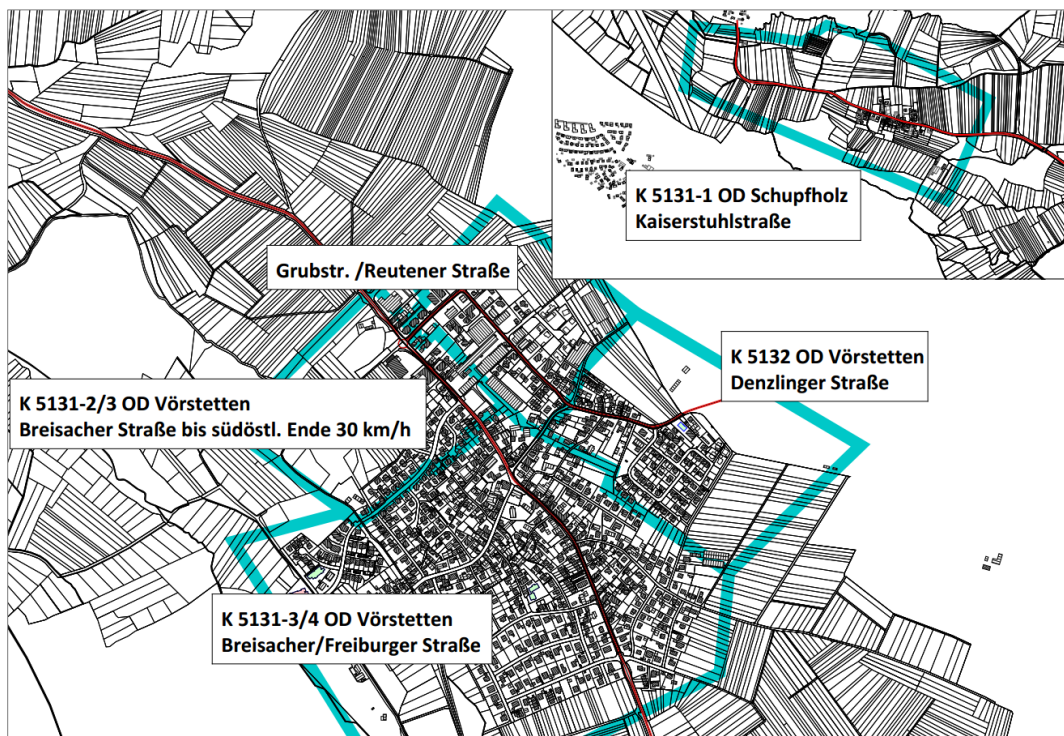 K 5131-1 OD Schupfholz
Kaiserstuhlstraße
Grubstr. /Reutener Straße
K 5132 OD Vörstetten
Denzlinger Straße
K 5131-2/3 OD Vörstetten
Breisacher Straße bis südöstl. Ende 30 km/h
K 5131-3/4 OD Vörstetten
Breisacher/Freiburger Straße